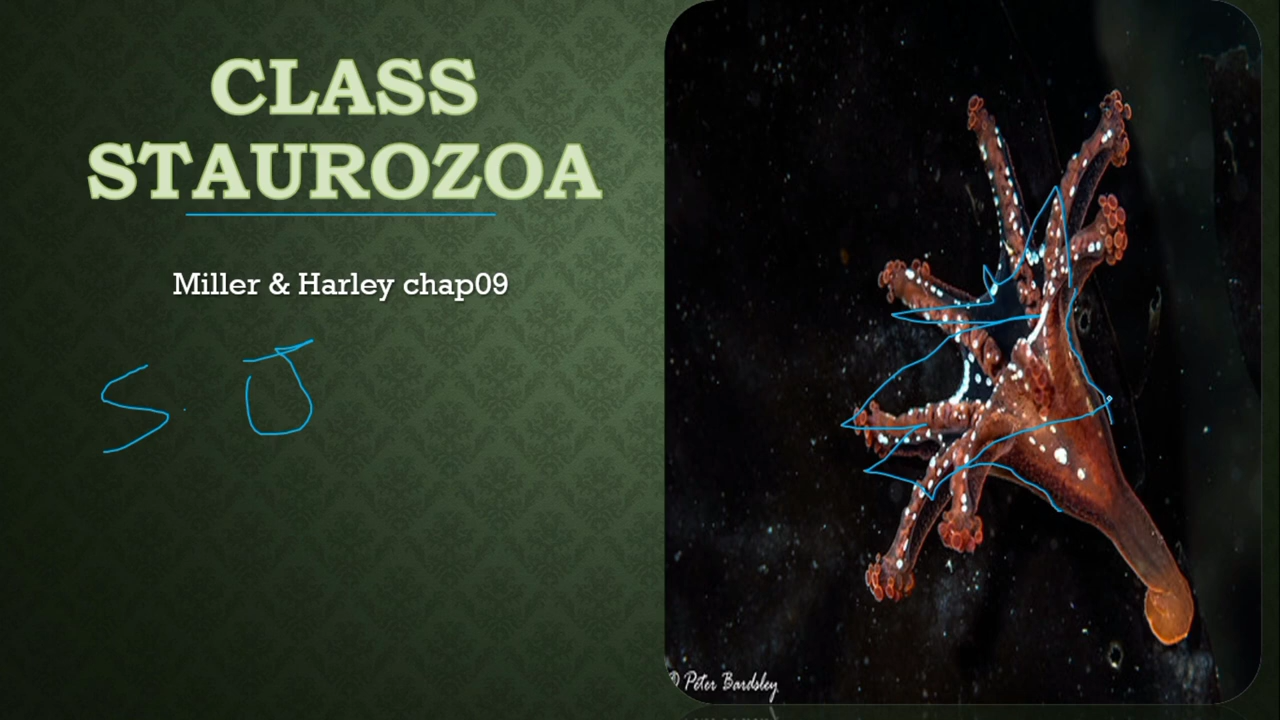 CLASS
STAUROZOA
Miller & Harley chap09
S J
© Peter Bardsley